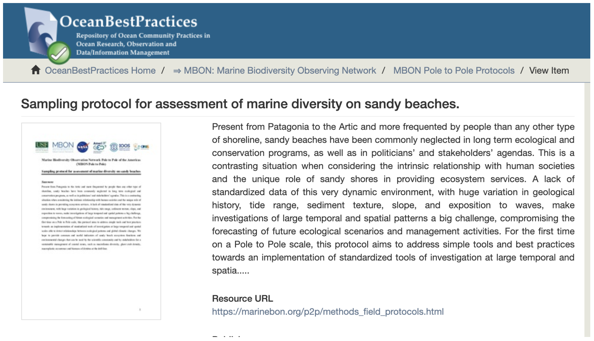 OceanBestPractices
Repository of Ocean Community Practices in
Ocean Research, Observation and
Data/Information Management
OceanBestPractices Home / ⇒ MBON: Marine Biodiversity Observing Network / MBON Pole to Pole Protocols / View Item
Sampling protocol for assessment of marine diversity on sandy beaches.
MBON
Marine Biodiversity Observation Network Pole to Pole of the Americas
(MBON Pole to Pole)
Sampling protocol for assessment of marine diversity on sandy beaches
Present from Patagonia to the Artic and more frequented by people than any other type
of shoreline, sandy beaches have been commonly neglected in long term ecological and
conservation programs, as well as in politicians' and stakeholders' agendas. This is a
contrasting situation when considering the intrinsic relationship with human societies
and the unique role of sandy shores in providing ecosystem services. A lack of
standardized data of this very dynamic environment, with huge variation in geological
history, tide range, sediment texture, slope, and exposition to waves, make
investigations of large temporal and spatial patterns a big challenge, compromising the
forecasting of future ecological scenarios and management activities. For the first time
on a Pole to Pole scale, this protocol aims to address simple tools and best practices
towards an implementation of standardized tools of investigation at large temporal and
spatia.....
Resource URL
https://marinebon.org/p2p/methods_field_protocols.html